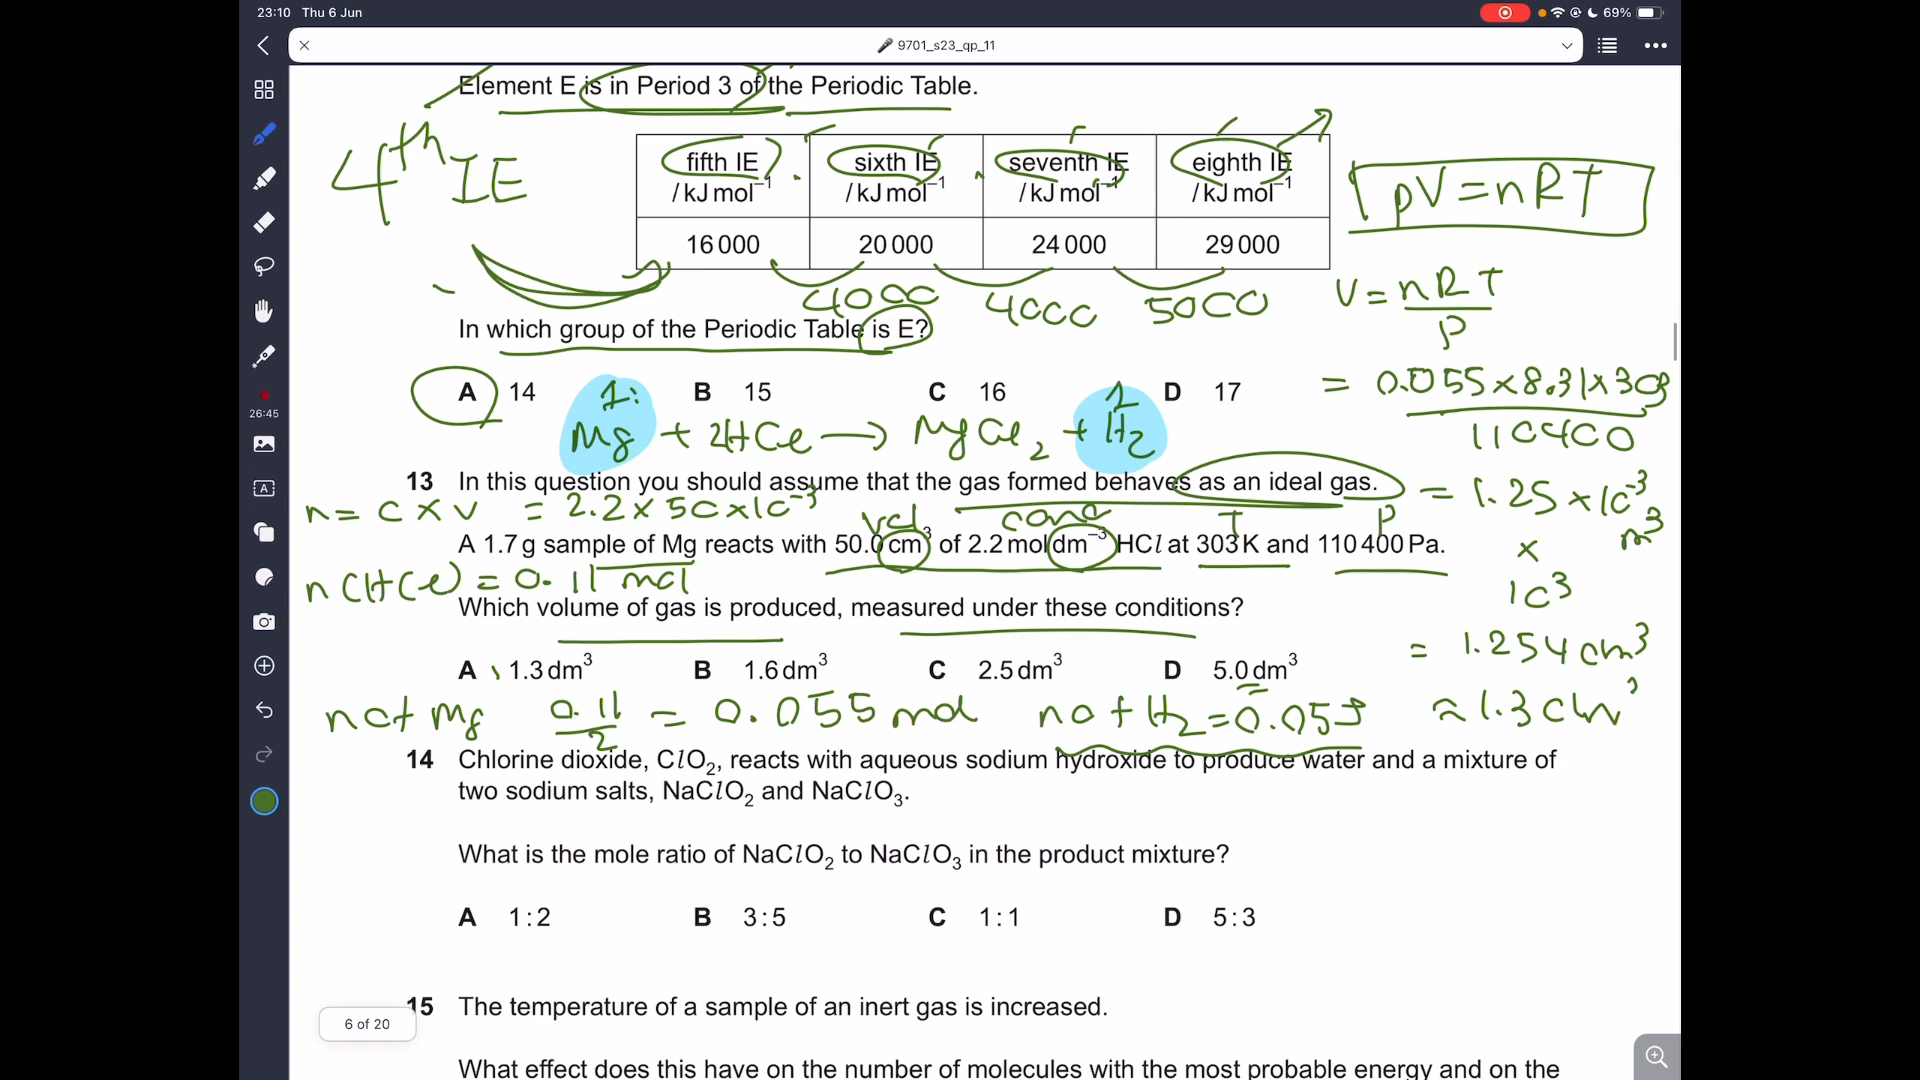 23:10 Thu 6 Jun
69%
9701_s23_qp_11
Element E is in Period 3 of the Periodic Table.
4th IE
fifth IE /kJ mol⁻¹ sixth IE /kJ mol⁻¹ seventh IE /kJ mol⁻¹ eighth IE /kJ mol⁻¹
16 000 20 000 24 000 29 000
pV = nRT
4000 4000 5000
V = nRT / P
In which group of the Periodic Table is E?
A 14 B 15 C 16 D 17
= 0.055 x 8.31 x 303 / 110400
1: 1
Mg + 2HCl → MgCl₂ + H₂
26:45
13 In this question you should assume that the gas formed behaves as an ideal gas.
= 1.25 x 10⁻³ m³
n = c x v = 2.2 x 50 x 10⁻³
vol conc T P
A 1.7 g sample of Mg reacts with 50.0 cm³ of 2.2 mol dm⁻³ HCl at 303 K and 110 400 Pa.
x 10³
n(HCl) = 0.11 mol
Which volume of gas is produced, measured under these conditions?
= 1.254 cm³
A 1.3 dm³ B 1.6 dm³ C 2.5 dm³ D 5.0 dm³
n of Mg 0.11 / 2 = 0.055 mol n of H₂ = 0.055
≈ 1.3 dm³
14 Chlorine dioxide, ClO₂, reacts with aqueous sodium hydroxide to produce water and a mixture of
two sodium salts, NaClO₂ and NaClO₃.
What is the mole ratio of NaClO₂ to NaClO₃ in the product mixture?
A 1 : 2 B 3 : 5 C 1 : 1 D 5 : 3
15 The temperature of a sample of an inert gas is increased.
6 of 20
What effect does this have on the number of molecules with the most probable energy and on the